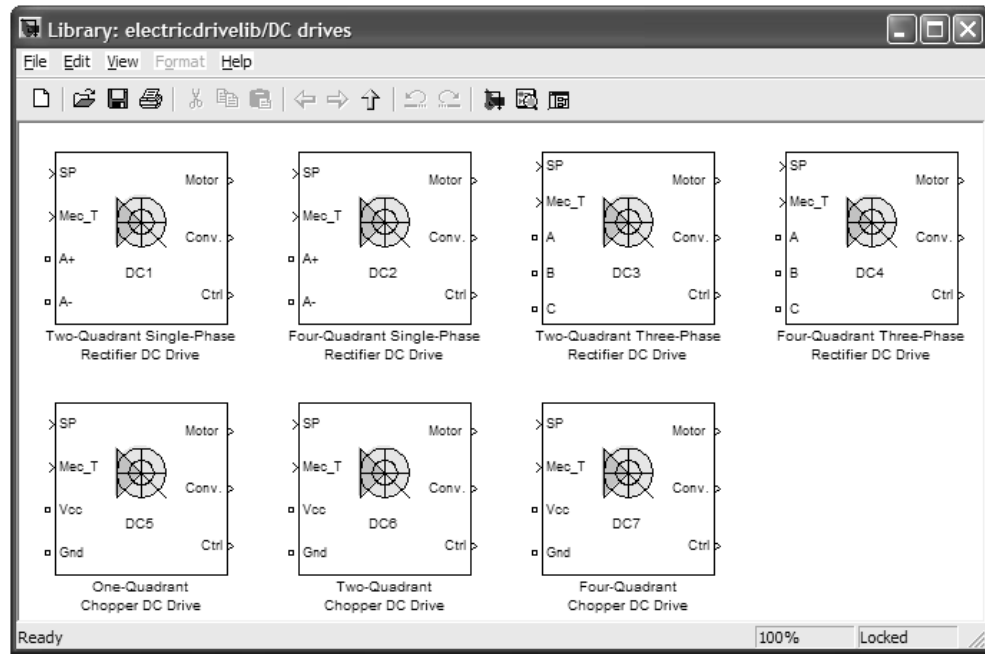 Library: electricdrivelib/DC drives
File Edit View Format Help
SP
Mec_T
A+
A-
Motor
Conv.
Ctrl
DC1
Two-Quadrant Single-Phase
Rectifier DC Drive
SP
Mec_T
A+
A-
Motor
Conv.
Ctrl
DC2
Four-Quadrant Single-Phase
Rectifier DC Drive
SP
Mec_T
A
B
C
Motor
Conv.
Ctrl
DC3
Two-Quadrant Three-Phase
Rectifier DC Drive
SP
Mec_T
A
B
C
Motor
Conv.
Ctrl
DC4
Four-Quadrant Three-Phase
Rectifier DC Drive
SP
Mec_T
Vcc
Gnd
Motor
Conv.
Ctrl
DC5
One-Quadrant
Chopper DC Drive
SP
Mec_T
Vcc
Gnd
Motor
Conv.
Ctrl
DC6
Two-Quadrant
Chopper DC Drive
SP
Mec_T
Vcc
Gnd
Motor
Conv.
Ctrl
DC7
Four-Quadrant
Chopper DC Drive
Ready 100% Locked